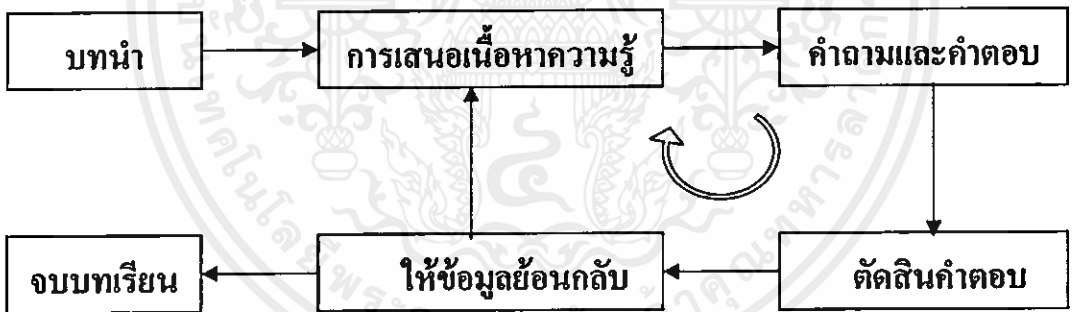 บทนำ
การเสนอเนื้อหาความรู้
คำถามและคำตอบ
จบบทเรียน
ให้ข้อมูลย้อนกลับ
ตัดสินคำตอบ